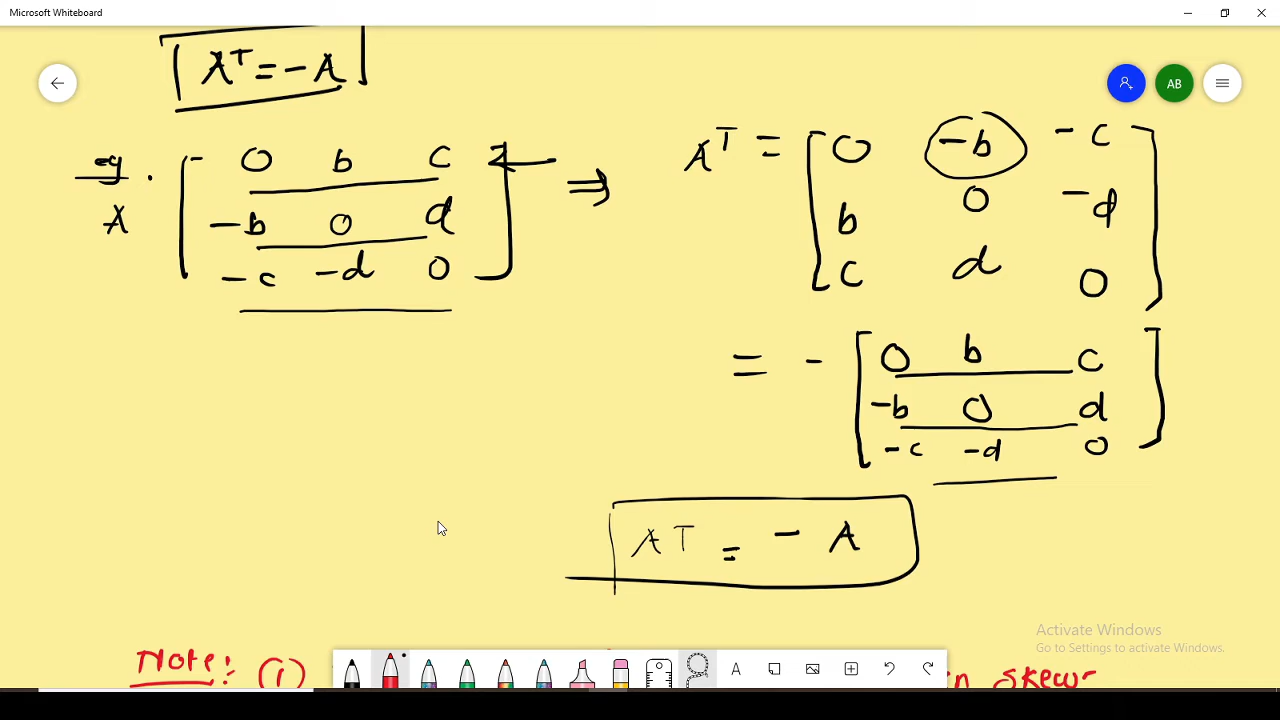 Microsoft Whiteboard
A^T = - A
AB
eg.
A
[ 0 b c
-b 0 d
-c -d 0 ]
⇒
A^T = [ 0 -b -c
b 0 -d
c d 0 ]
= - [ 0 b c
-b 0 d
-c -d 0 ]
A^T = - A
Activate Windows
Go to Settings to activate Windows.
Note: (1)
skew-
A